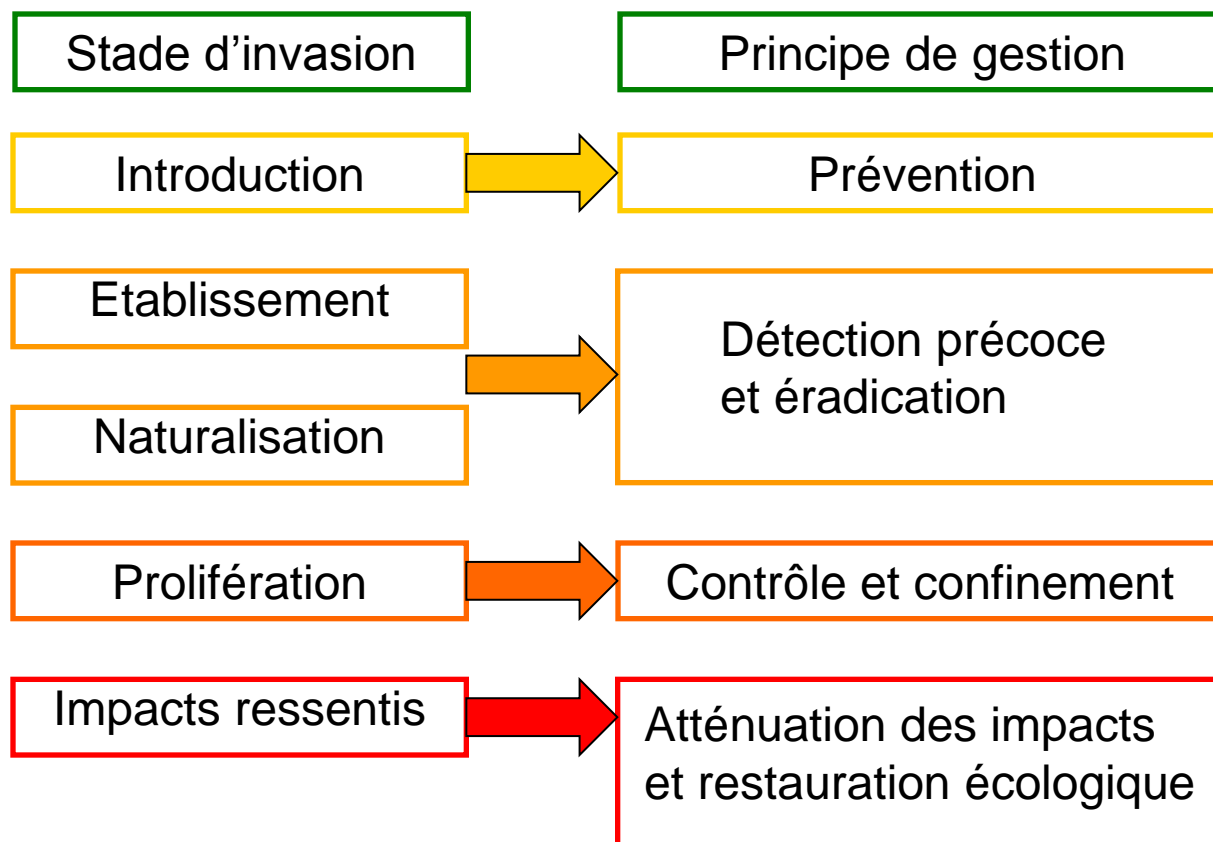 Stade d’invasion
Principe de gestion
Introduction
Prévention
Etablissement
Naturalisation
Détection précoce
et éradication
Prolifération
Contrôle et confinement
Impacts ressentis
Atténuation des impacts
et restauration écologique